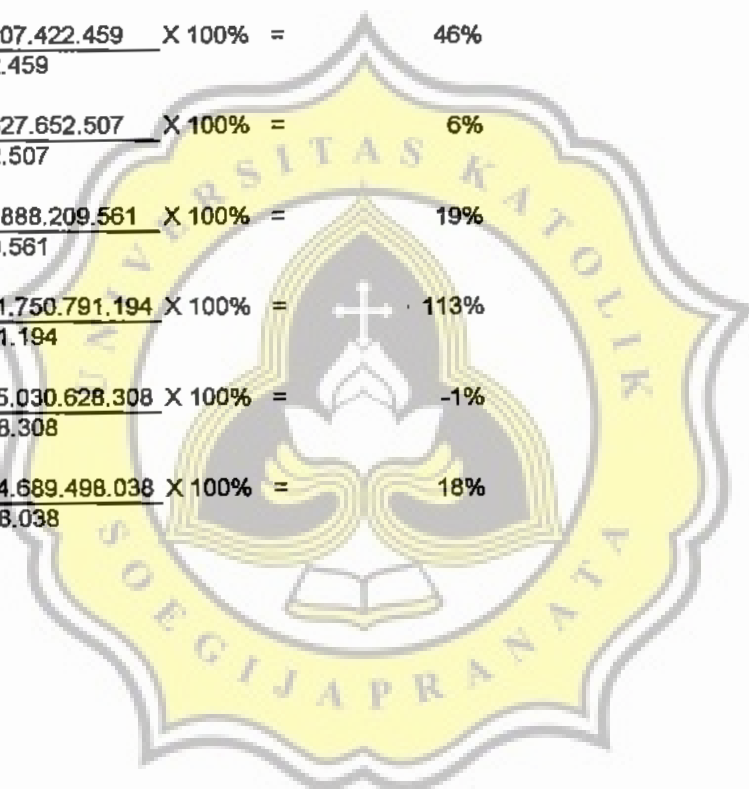 07.422.459 X 100% = 46%
.459
27.652.507 X 100% = 6%
.507
888.209.561 X 100% = 19%
.561
1.750.791.194 X 100% = 113%
1.194
5.030.628.308 X 100% = -1%
8.308
4.689.498.038 X 100% = 18%
8.038
UNIVERSITAS KATOLIK
SOEGIJAPRANATA